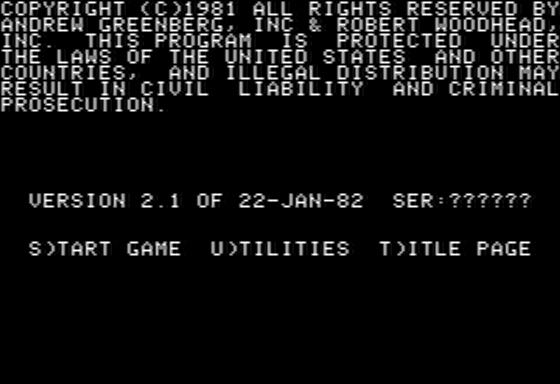 COPYRIGHT (C)1981 ALL RIGHTS RESERVED BY
ANDREW GREENBERG, INC & ROBERT WOODHEAD,
INC.  THIS PROGRAM  IS  PROTECTED  UNDER
THE LAWS OF THE UNITED STATES  AND OTHER
COUNTRIES,  AND ILLEGAL DISTRIBUTION MAY
RESULT IN CIVIL  LIABILITY  AND CRIMINAL
PROSECUTION.
VERSION 2.1 OF 22-JAN-82  SER:??????
S)TART GAME  U)TILITIES  T)ITLE PAGE